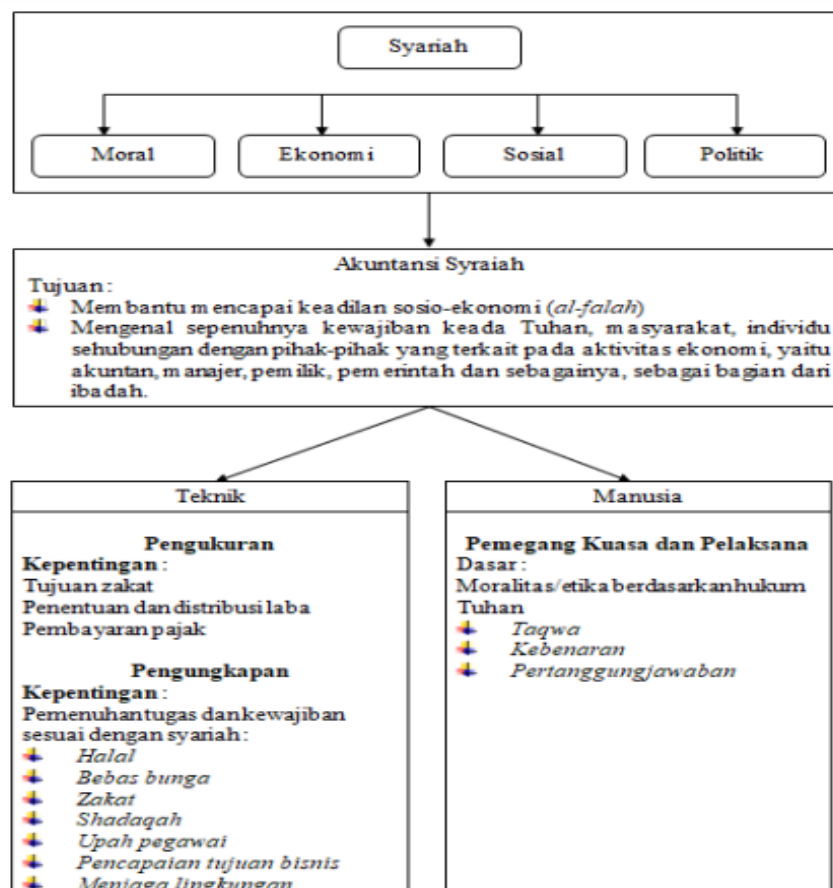 Syariah
Moral
Ekonomi
Sosial
Politik
Akuntansi Syraiah
Tujuan :
Membantu mencapai keadilan sosio-ekonomi (al-falah)
Mengenal sepenuhnya kewajiban keada Tuhan, masyarakat, individu
sehubungan dengan pihak-pihak yang terkait pada aktivitas ekonomi, yaitu
akuntan, manajer, pemilik, pemerintah dan sebagainya, sebagai bagian dari
ibadah.
Teknik
Pengukuran
Kepentingan :
Tujuan zakat
Penentuan dan distribusi laba
Pembayaran pajak
Pengungkapan
Kepentingan :
Pemenuhan tugas dan kewajiban
sesuai dengan syariah :
Halal
Bebas bunga
Zakat
Shadaqah
Upah pegawai
Pencapaian tujuan bisnis
Menjaga lingkungan
Manusia
Pemegang Kuasa dan Pelaksana
Dasar :
Moralitas/etika berdasarkan hukum
Tuhan
Taqwa
Kebenaran
Pertanggungjawaban